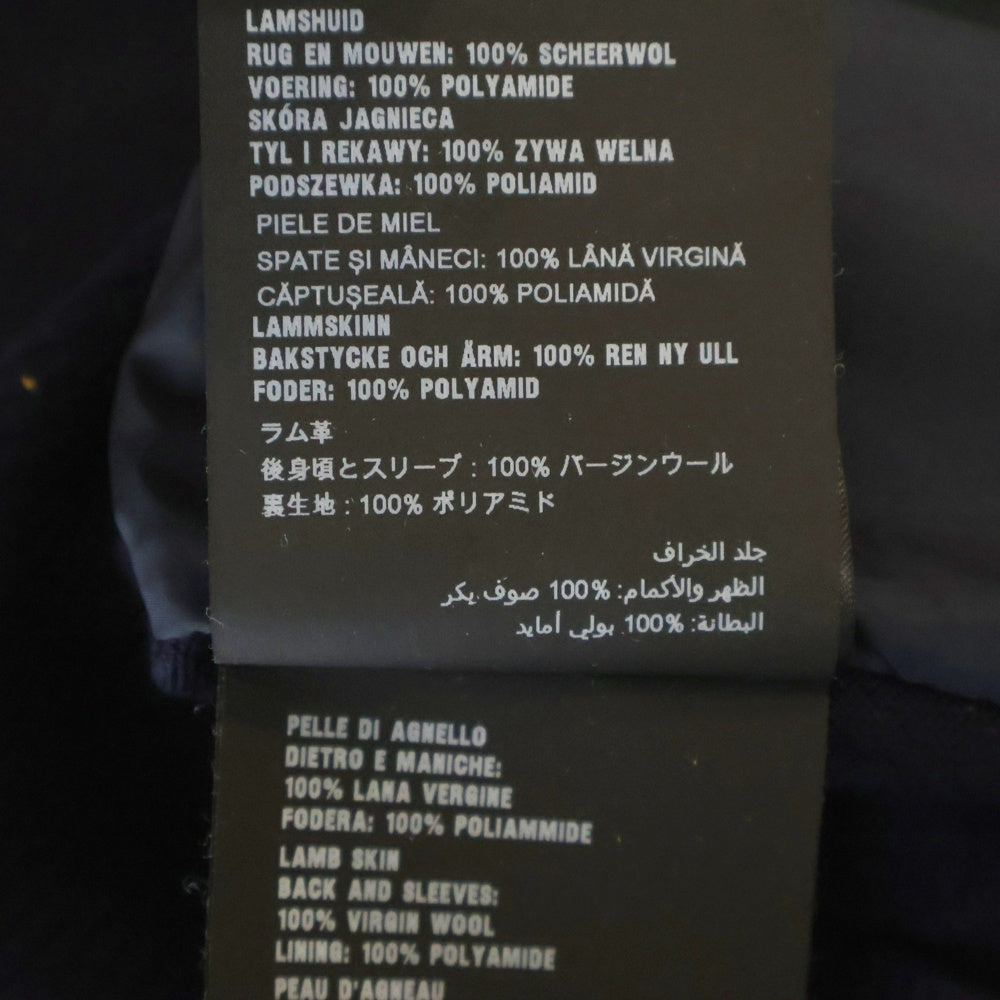 LAMSHUID
RUG EN MOUWEN: 100% SCHEERWOL
VOERING: 100% POLYAMIDE
SKÓRA JAGNIECA
TYL I REKAWY: 100% ZYWA WELNA
PODSZEWKA: 100% POLIAMID
PIELE DE MIEL
SPATE ȘI MÂNECI: 100% LÂNĂ VIRGINĂ
CĂPTUȘEALĂ: 100% POLIAMIDĂ
LAMMSKINN
BAKSTYCKE OCH ÄRM: 100% REN NY ULL
FODER: 100% POLYAMID
ラム革
後身頃とスリーブ : 100% バージンウール
裏生地 : 100% ポリアミド
جلد الخراف
الظهر والأكمام: %100 صوف بكر
البطانة: %100 بولي أمايد
PELLE DI AGNELLO
DIETRO E MANICHE:
100% LANA VERGINE
FODERA: 100% POLIAMMIDE
LAMB SKIN
BACK AND SLEEVES:
100% VIRGIN WOOL
LINING: 100% POLYAMIDE
PEAU D'AGNEAU